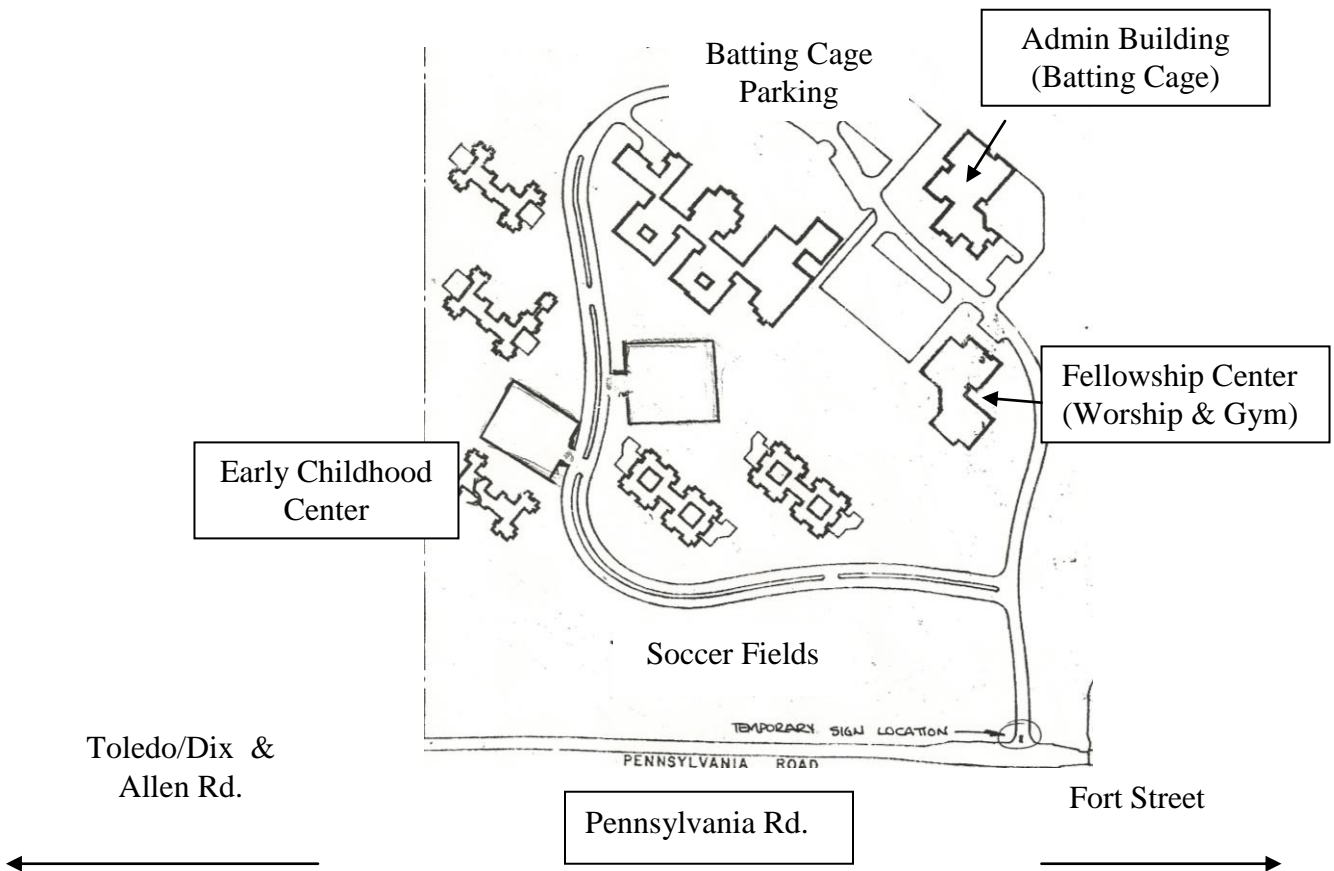 Batting Cage
Parking
Admin Building
(Batting Cage)
Fellowship Center
(Worship & Gym)
Early Childhood
Center
Soccer Fields
TEMPORARY SIGN LOCATION
PENNSYLVANIA ROAD
Toledo/Dix &
Allen Rd.
Pennsylvania Rd.
Fort Street